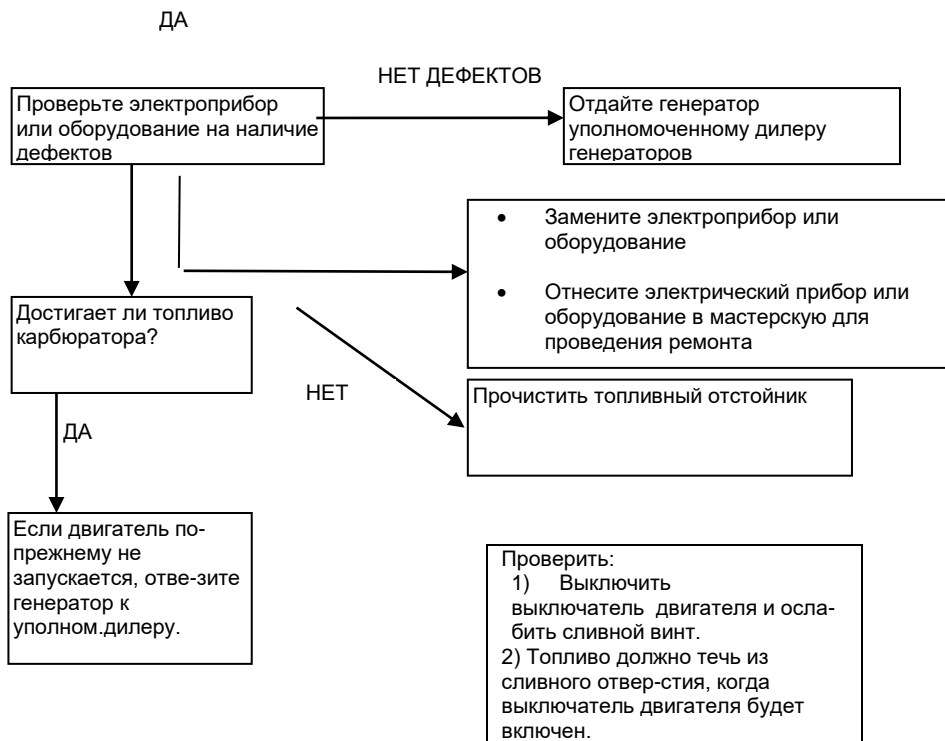 ДА
НЕТ ДЕФЕКТОВ
Проверьте электроприбор
или оборудование на наличие
дефектов
Отдайте генератор
уполномоченному дилеру
генераторов
• Замените электроприбор или
оборудование
• Отнесите электрический прибор или
оборудование в мастерскую для
проведения ремонта
Достигает ли топливо
карбюратора?
НЕТ
Прочистить топливный отстойник
ДА
Если двигатель по-
прежнему не
запускается, отве-зите
генератор к
уполном.дилеру.
Проверить:
1) Выключить
выключатель двигателя и осла-
бить сливной винт.
2) Топливо должно течь из
сливного отвер-стия, когда
выключатель двигателя будет
включен.